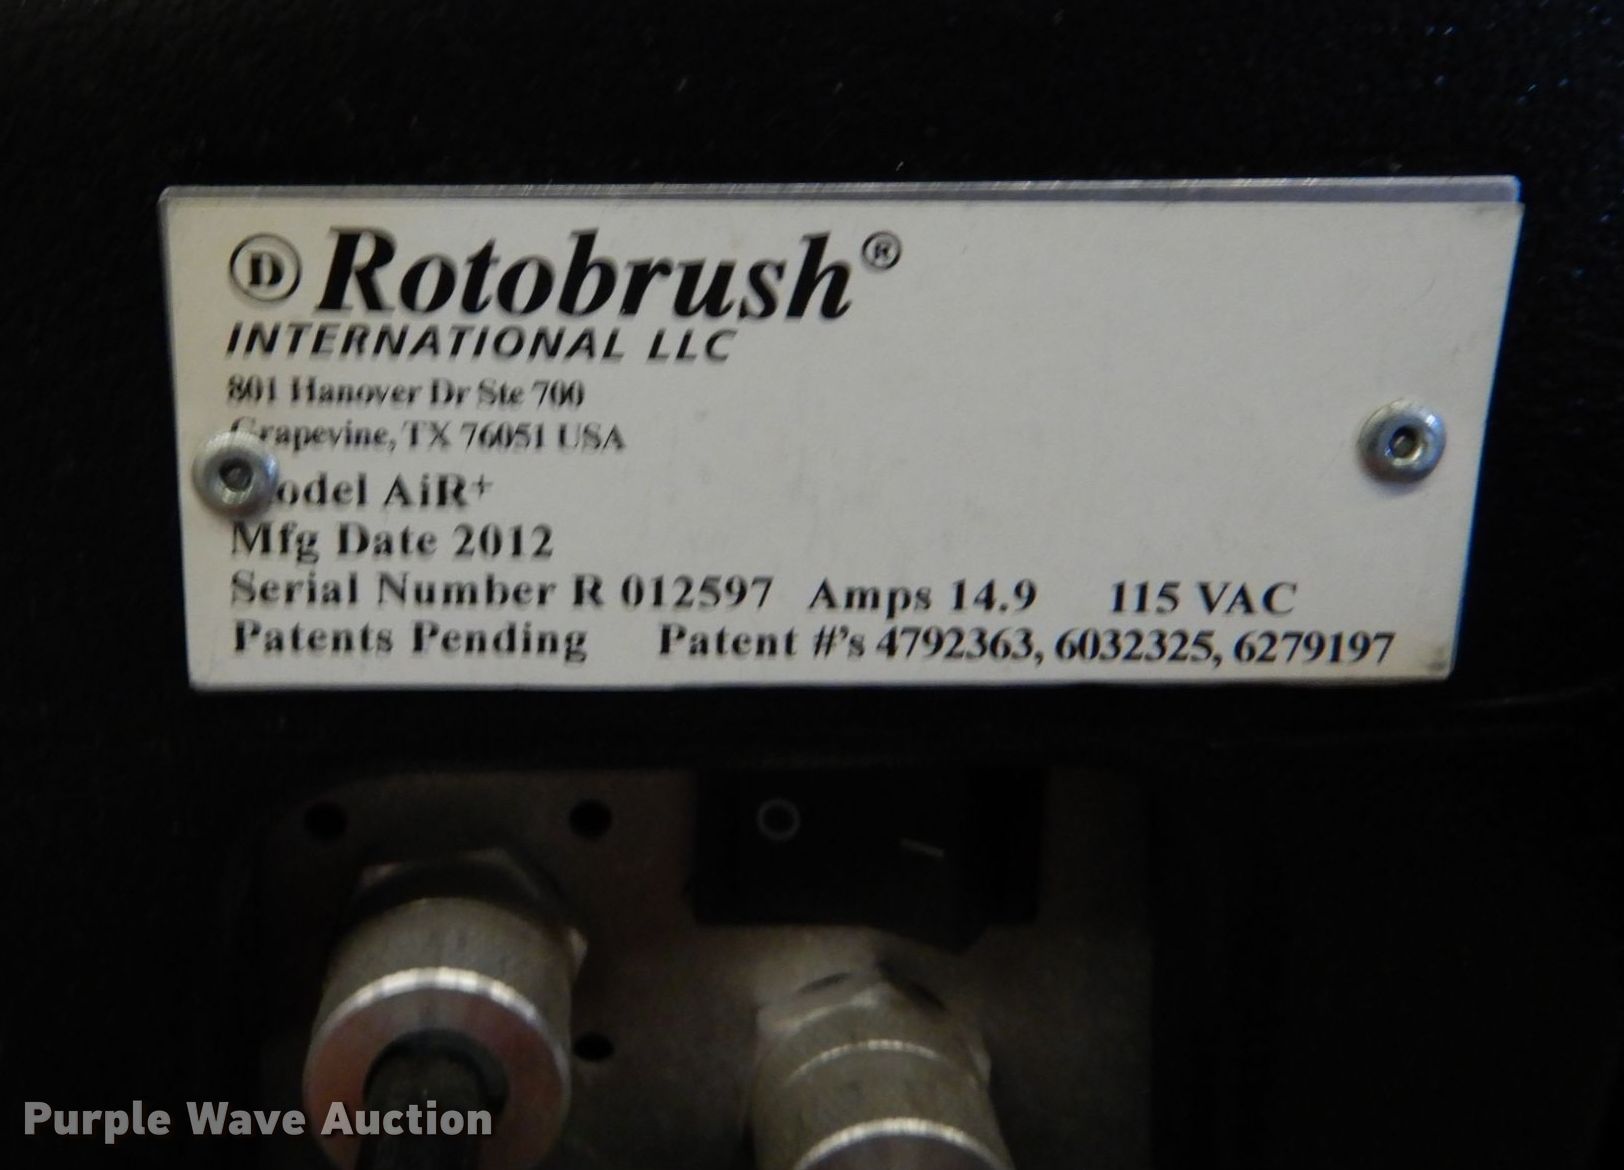 D Rotobrush®
INTERNATIONAL LLC
801 Hanover Dr Ste 700
Grapevine, TX 76051 USA
Model AiR+
Mfg Date 2012
Serial Number R 012597 Amps 14.9 115 VAC
Patents Pending Patent #'s 4792363, 6032325, 6279197
Purple Wave Auction